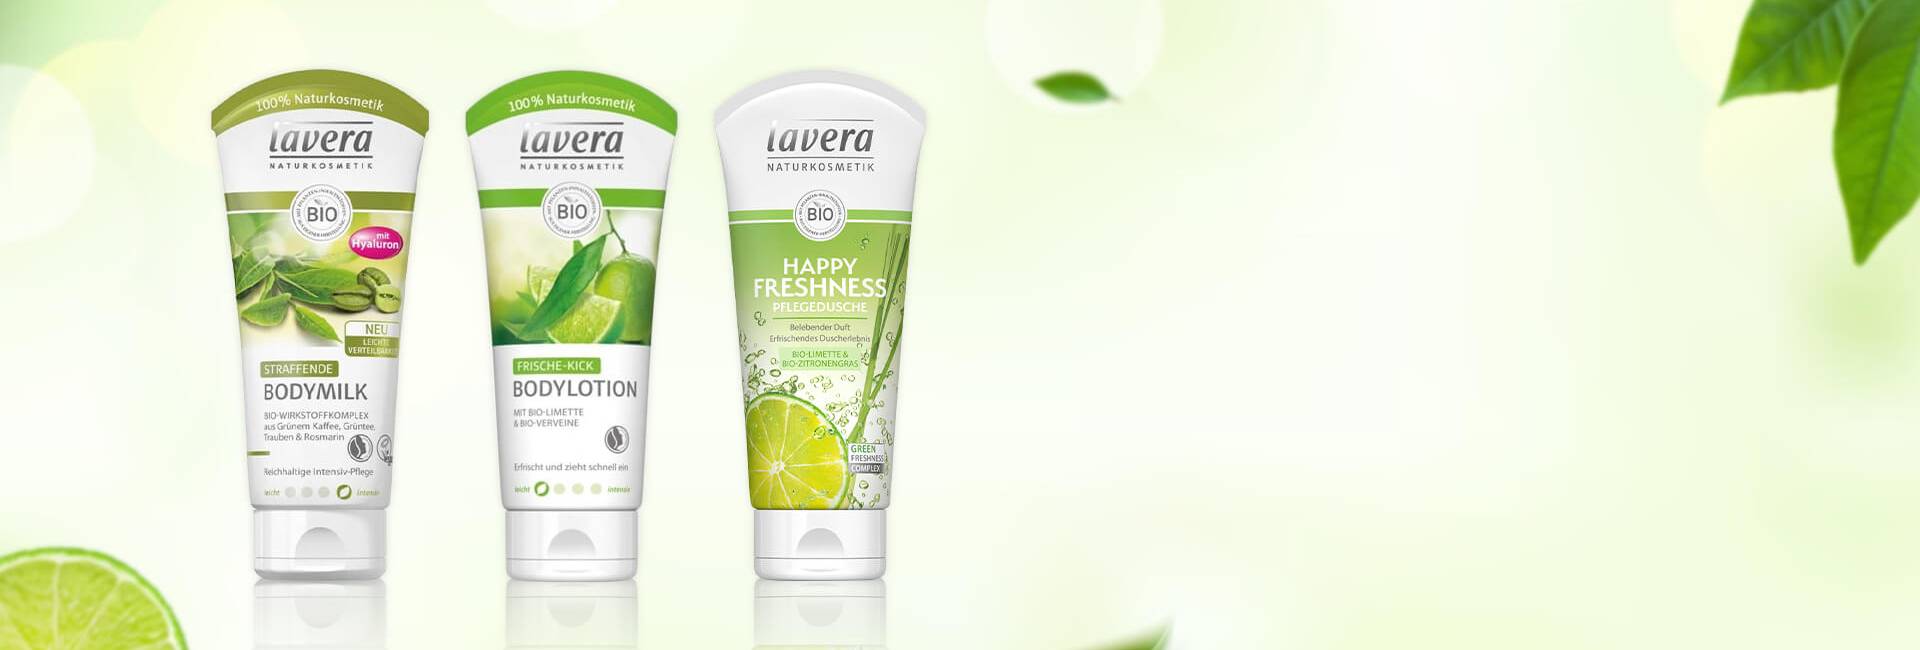 100% Naturkosmetik
lavera
NATURKOSMETIK
BIO
mit
Hyaluron
NEU
LEICHTE
STRAFFENDE
BODYMILK
BIO-WIRKSTOFFKOMPLEX
aus Grünem Kaffee, Grüntee,
Trauben & Rosmarin
Reichhaltige Intensiv-Pflege
leicht intensiv
100% Naturkosmetik
lavera
NATURKOSMETIK
BIO
FRISCHE-KICK
BODYLOTION
MIT BIO-LIMETTE
& BIO-VERVEINE
Erfrischt und zieht schnell ein
leicht intensiv
lavera
NATURKOSMETIK
BIO
HAPPY
FRESHNESS
PFLEGEDUSCHE
Belebender Duft
Erfrischendes Duscherlebnis
BIO-LIMETTE &
BIO-ZITRONENGRAS
GREEN
FRESHNESS
COMPLEX